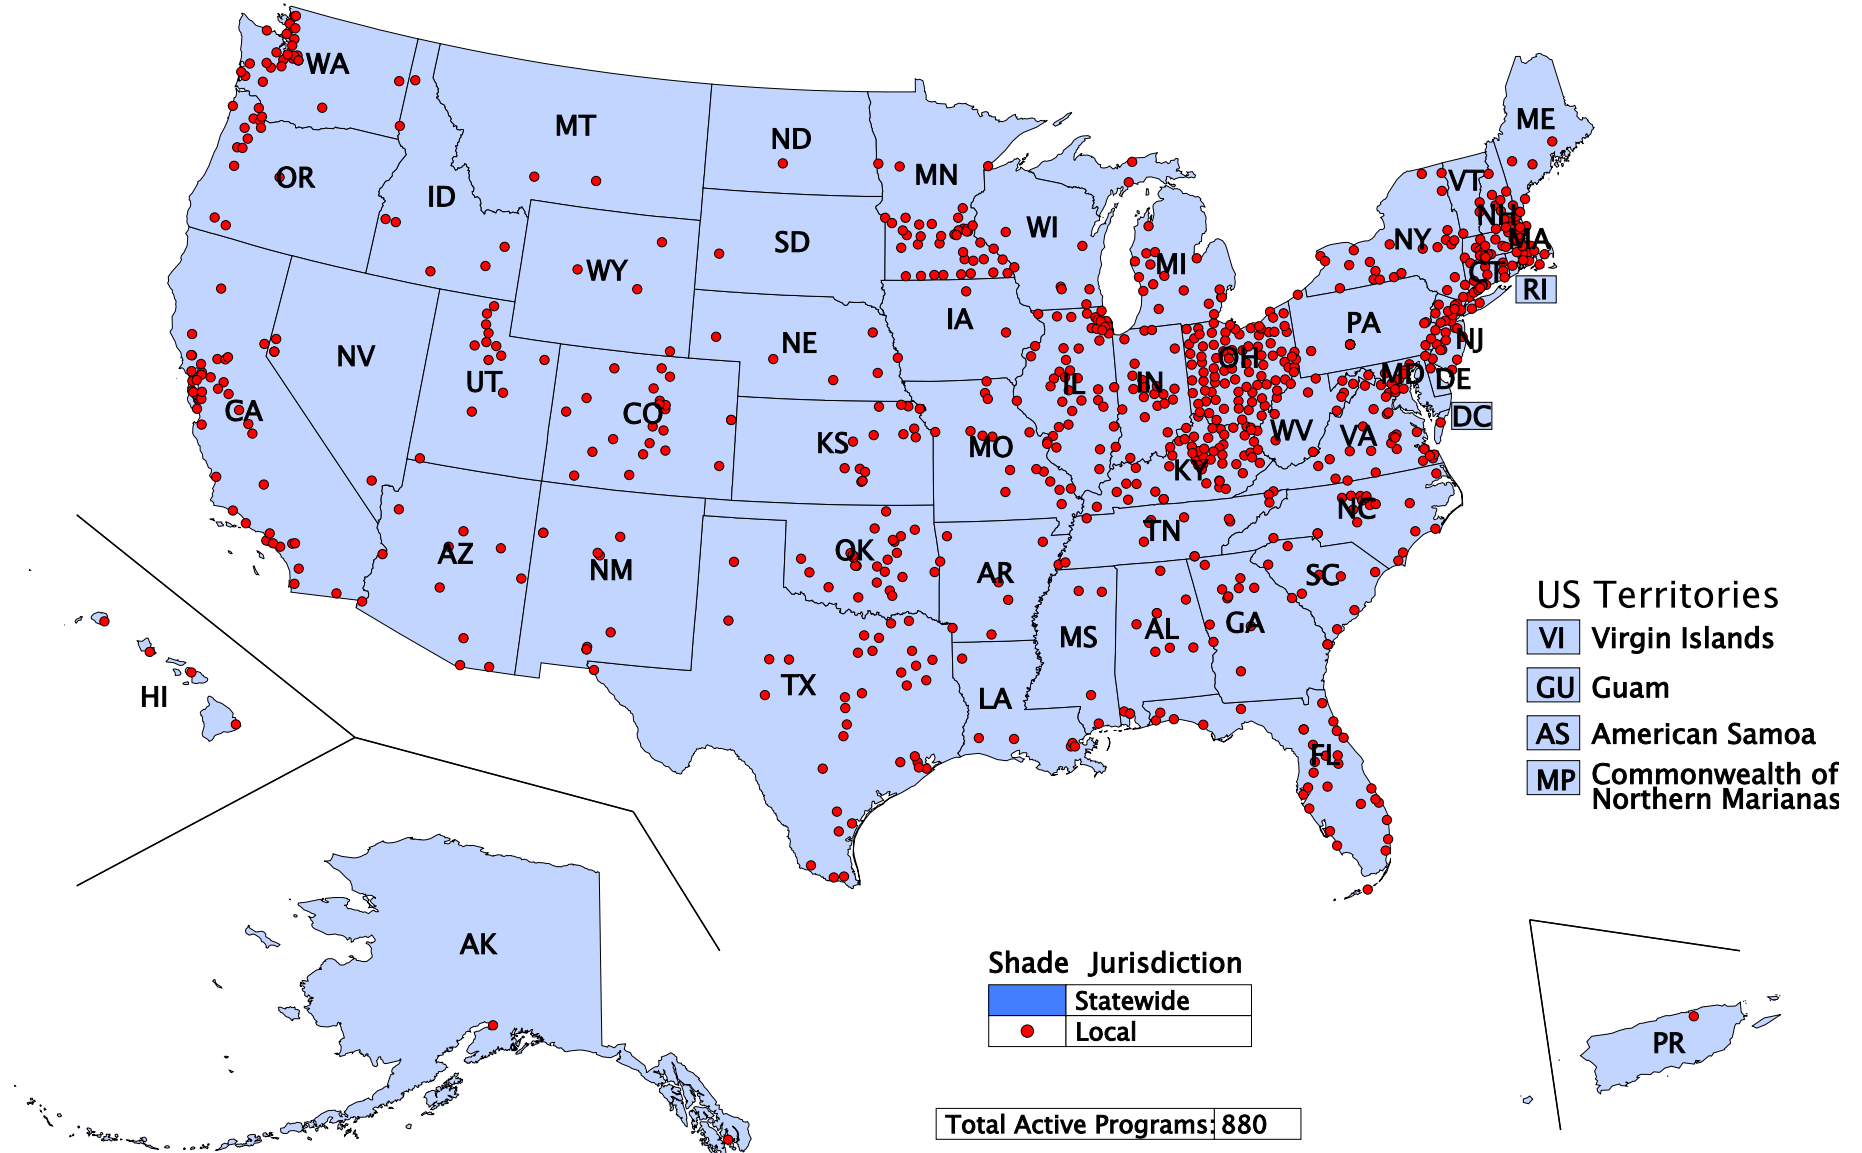 WA
MT
ND
MN
ME
OR
ID
SD
WI
VT
NH
NY
MA
WY
MI
CT
RI
NV
UT
NE
IA
PA
NJ
CA
CO
IL
IN
OH
MD
DE
DC
KS
MO
WV
VA
KY
AZ
NM
OK
AR
TN
NC
SC
TX
LA
MS
AL
GA
FL
HI
AK
US Territories
VI Virgin Islands
GU Guam
AS American Samoa
MP Commonwealth of
Northern Marianas
Shade Jurisdiction
Statewide
Local
PR
Total Active Programs: 880